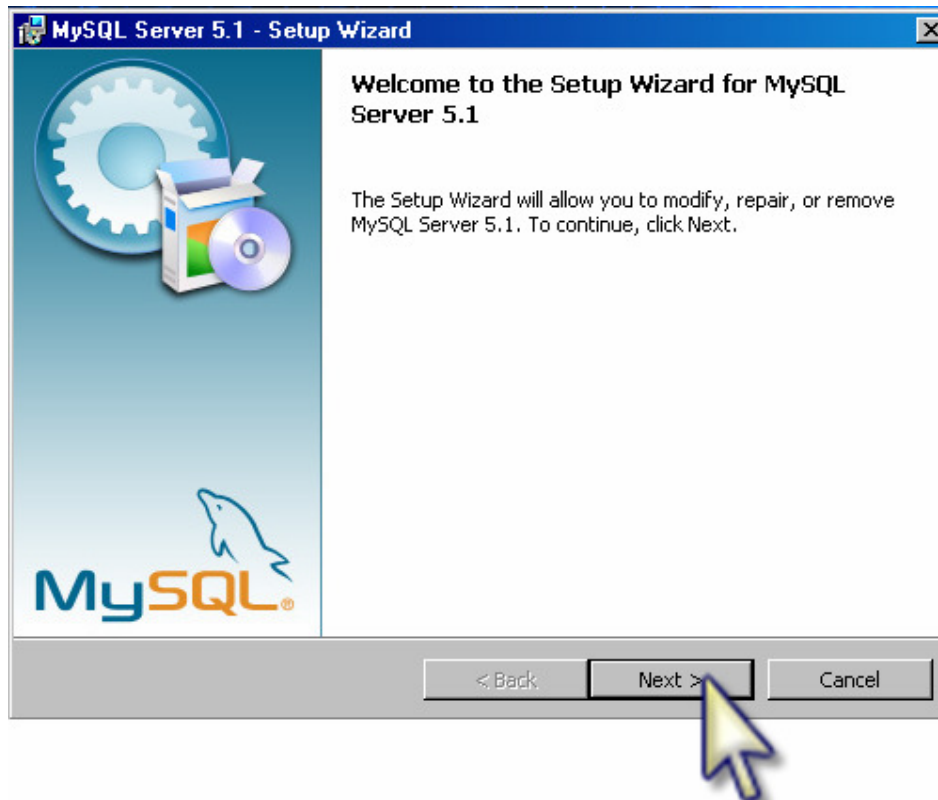 MySQL Server 5.1 - Setup Wizard
Welcome to the Setup Wizard for MySQL
Server 5.1
The Setup Wizard will allow you to modify, repair, or remove
MySQL Server 5.1. To continue, click Next.
MySQL®
< Back
Next >
Cancel